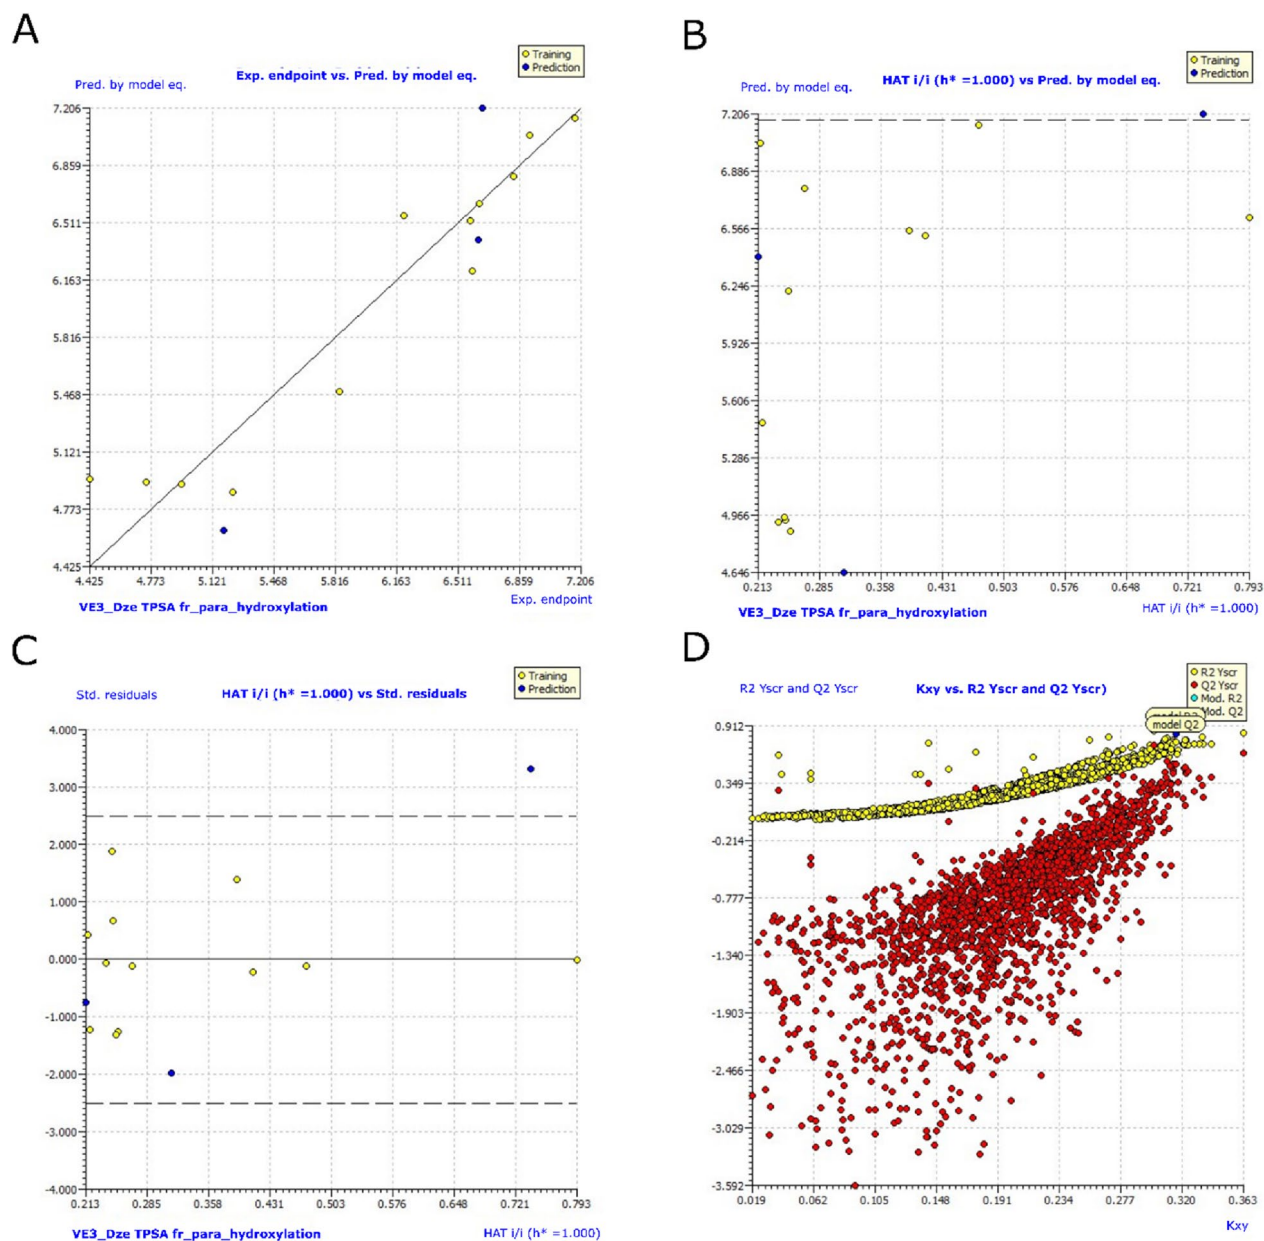 A
Training
Prediction
Pred. by model eq.
Exp. endpoint vs. Pred. by model eq.
7.206
6.859
6.511
6.163
5.816
5.468
5.121
4.773
4.425
4.425 4.773 5.121 5.468 5.816 6.163 6.511 6.859 7.206
VE3_Dze TPSA fr_para_hydroxylation
Exp. endpoint
B
Training
Prediction
Pred. by model eq.
HAT i/i (h* =1.000) vs Pred. by model eq.
7.206
6.886
6.566
6.246
5.926
5.606
5.286
4.966
4.646
0.213 0.285 0.358 0.431 0.503 0.576 0.648 0.721 0.793
VE3_Dze TPSA fr_para_hydroxylation
HAT i/i (h* =1.000)
C
Training
Prediction
Std. residuals
HAT i/i (h* =1.000) vs Std. residuals
4.000
3.000
2.000
1.000
0.000
-1.000
-2.000
-3.000
-4.000
0.213 0.285 0.358 0.431 0.503 0.576 0.648 0.721 0.793
VE3_Dze TPSA fr_para_hydroxylation
HAT i/i (h* =1.000)
D
R2 Yscr
Q2 Yscr
Mod. R2
Mod. Q2
R2 Yscr and Q2 Yscr
Kxy vs. R2 Yscr and Q2 Yscr)
model Q2
0.912
0.349
-0.214
-0.777
-1.340
-1.903
-2.466
-3.029
-3.592
0.019 0.062 0.105 0.148 0.191 0.234 0.277 0.320 0.363
Kxy